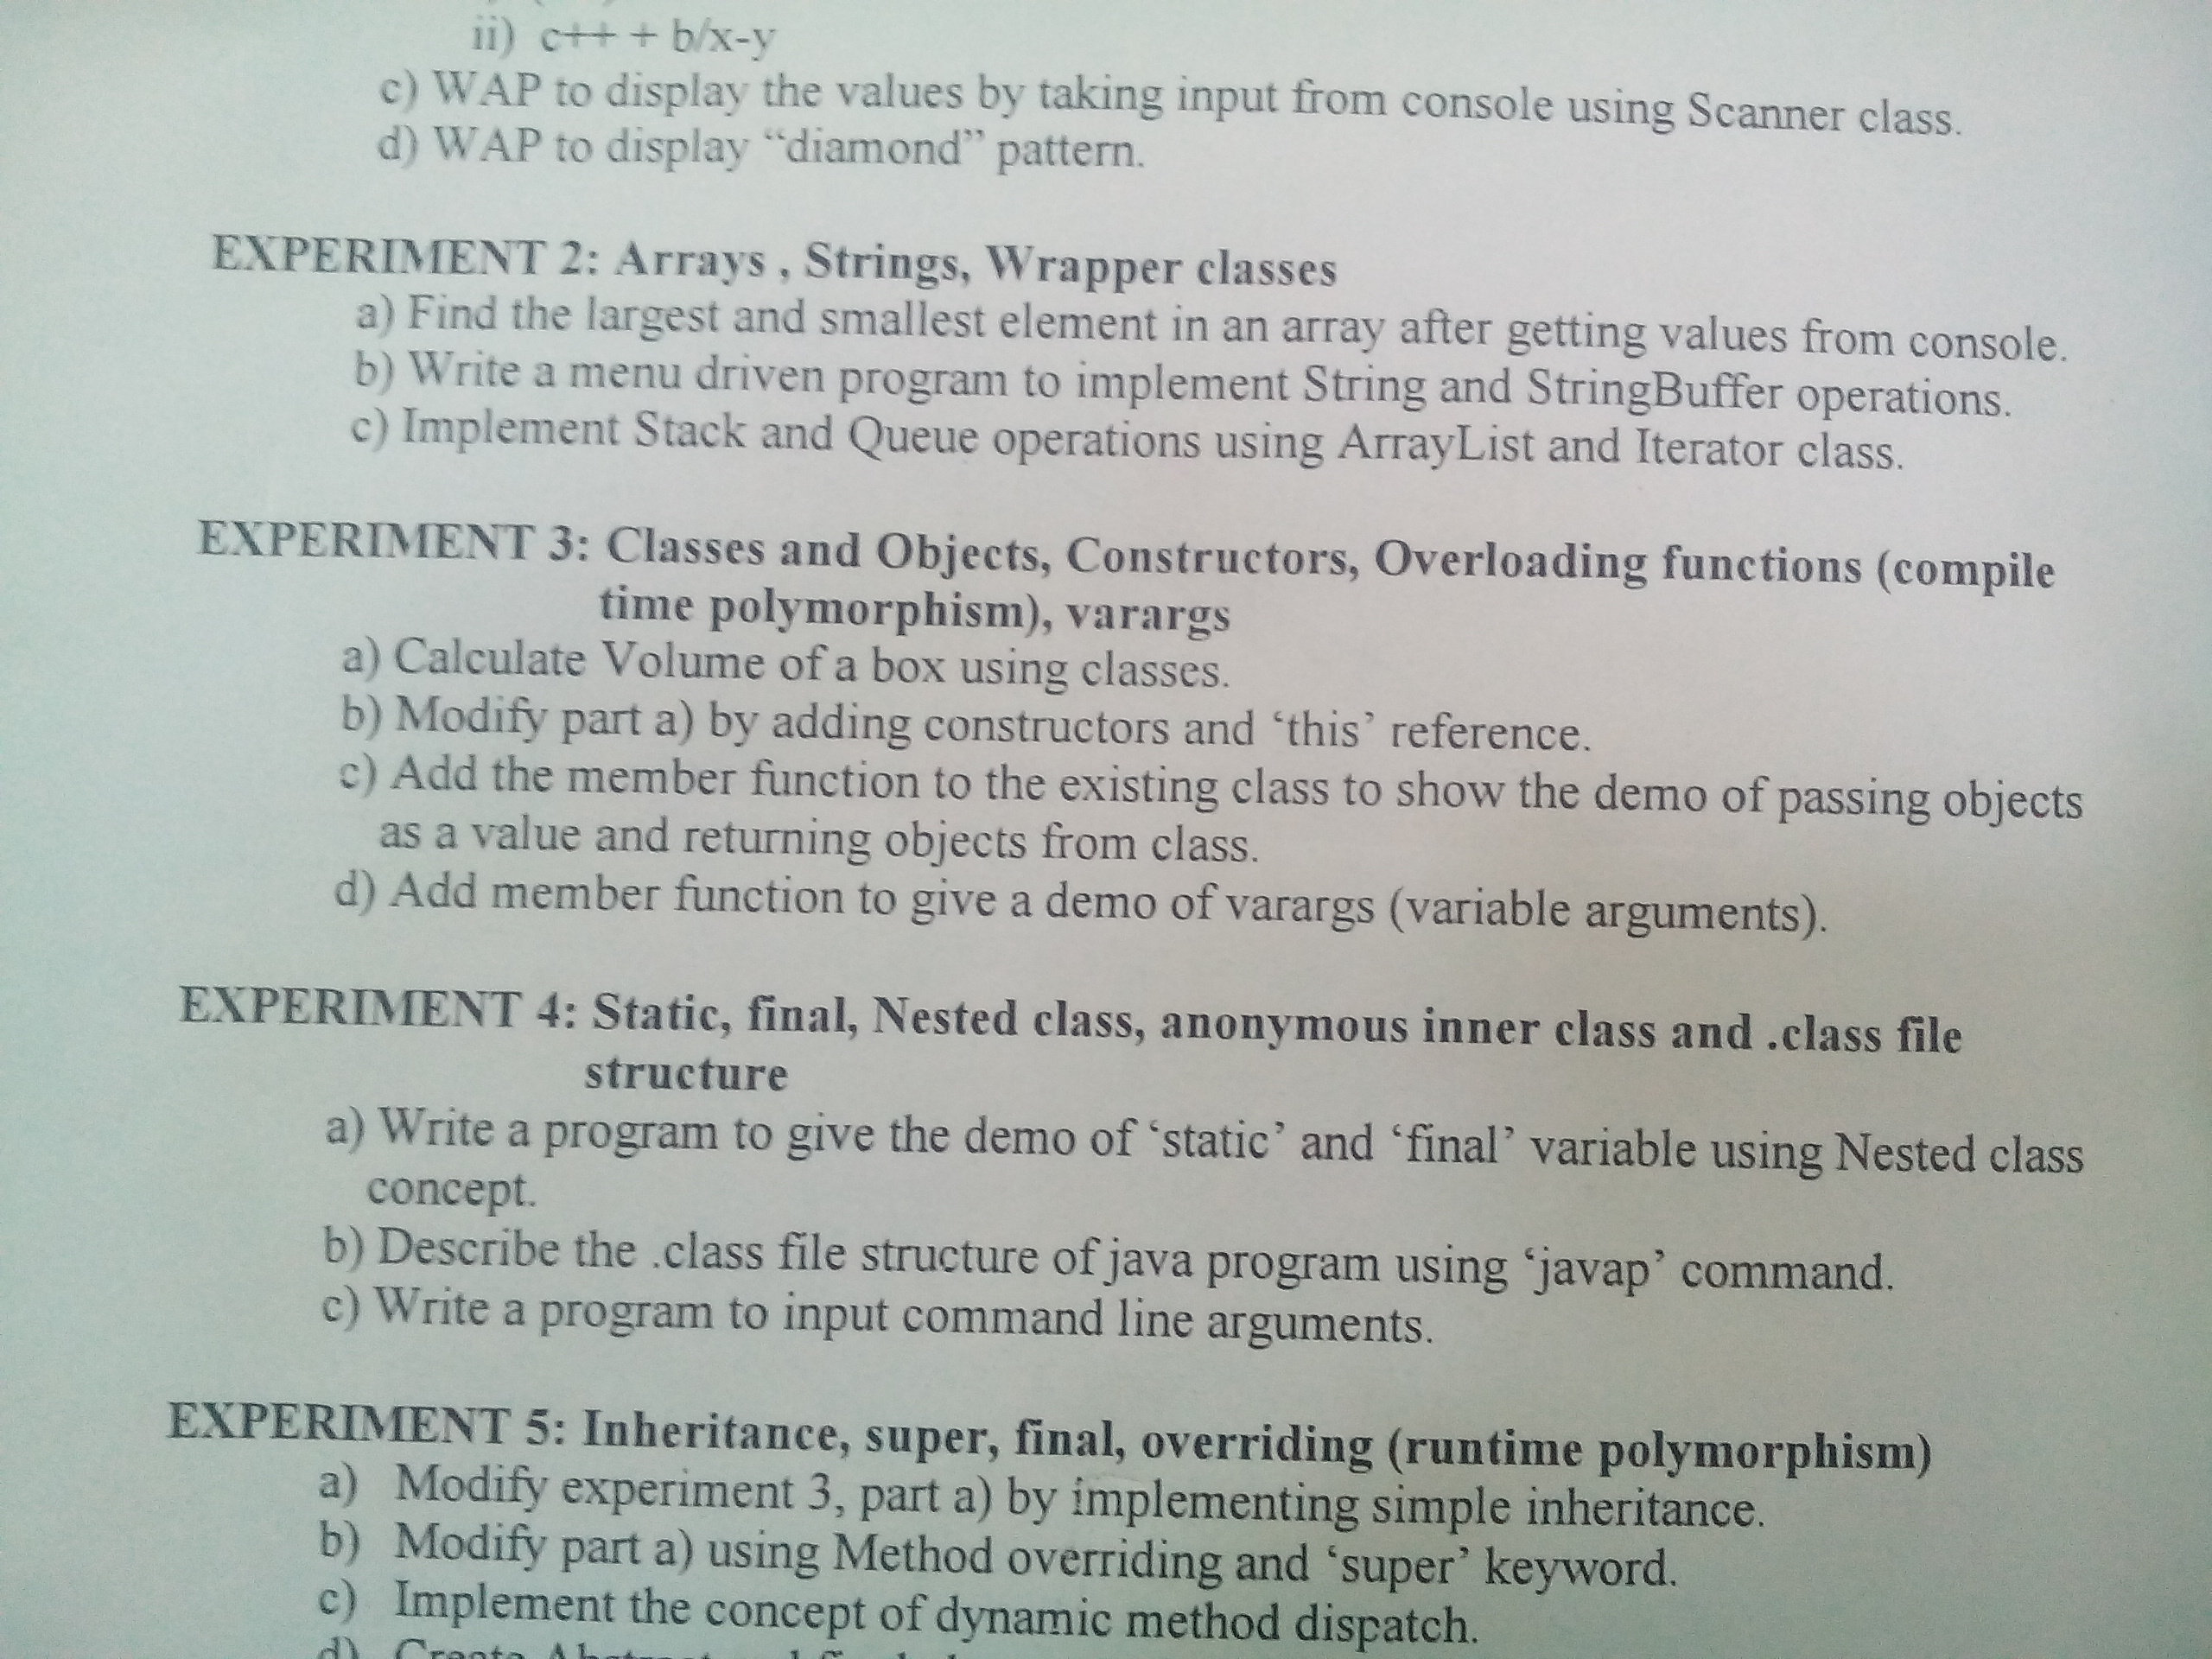 ii) c++ + b/x-y
c) WAP to display the values by taking input from console using Scanner class.
d) WAP to display “diamond” pattern.
EXPERIMENT 2: Arrays , Strings, Wrapper classes
a) Find the largest and smallest element in an array after getting values from console.
b) Write a menu driven program to implement String and StringBuffer operations.
c) Implement Stack and Queue operations using ArrayList and Iterator class.
EXPERIMENT 3: Classes and Objects, Constructors, Overloading functions (compile
time polymorphism), varargs
a) Calculate Volume of a box using classes.
b) Modify part a) by adding constructors and ‘this’ reference.
c) Add the member function to the existing class to show the demo of passing objects
as a value and returning objects from class.
d) Add member function to give a demo of varargs (variable arguments).
EXPERIMENT 4: Static, final, Nested class, anonymous inner class and .class file
structure
a) Write a program to give the demo of ‘static’ and ‘final’ variable using Nested class
concept.
b) Describe the .class file structure of java program using ‘javap’ command.
c) Write a program to input command line arguments.
EXPERIMENT 5: Inheritance, super, final, overriding (runtime polymorphism)
a) Modify experiment 3, part a) by implementing simple inheritance.
b) Modify part a) using Method overriding and ‘super’ keyword.
c) Implement the concept of dynamic method dispatch.
d) Create